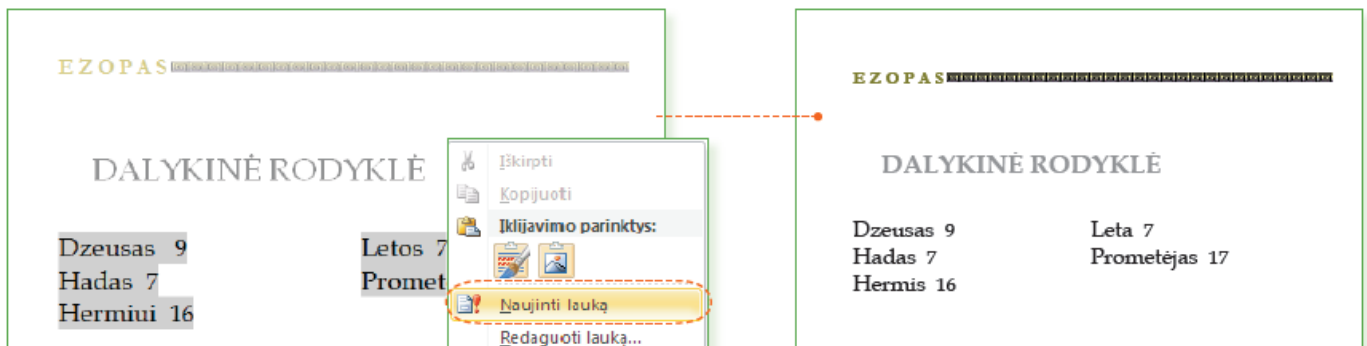 EZOPAS
DALYKINĖ RODYKLĖ
Dzeusas 9
Hadas 7
Hermiui 16
Letos 7
Promet
Iškirpti
Kopijuoti
Įklijavimo parinktys:
Naujinti lauką
Redaguoti lauką...
EZOPAS
DALYKINĖ RODYKLĖ
Dzeusas 9
Hadas 7
Hermis 16
Leta 7
Prometėjas 17